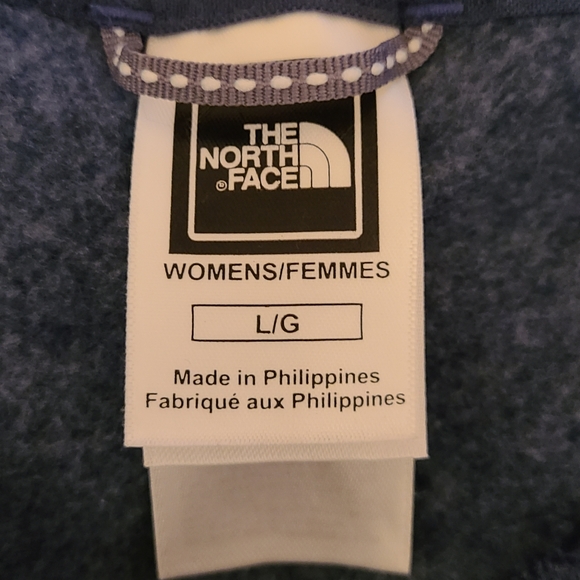 THE
NORTH
FACE
®
WOMENS/FEMMES
L/G
Made in Philippines
Fabriqué aux Philippines